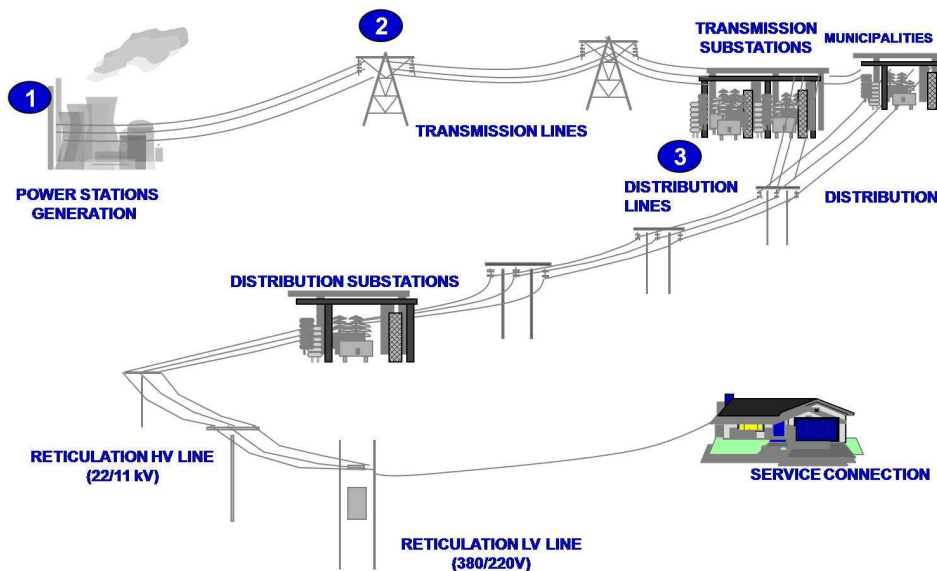 1
2
TRANSMISSION
SUBSTATIONS
MUNICIPALITIES
TRANSMISSION LINES
3
POWER STATIONS
GENERATION
DISTRIBUTION
LINES
DISTRIBUTION
DISTRIBUTION SUBSTATIONS
RETICULATION HV LINE
(22/11 kV)
SERVICE CONNECTION
RETICULATION LV LINE
(380/220V)